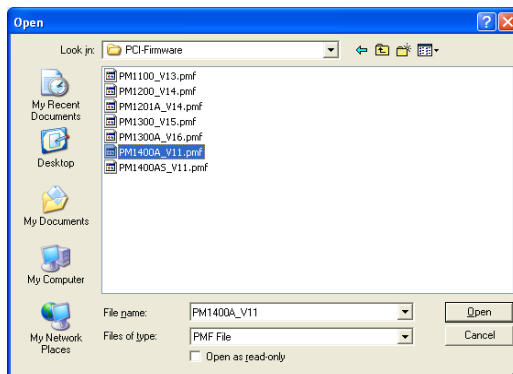 Open
Look in:
PCI-Firmware
My Recent
Documents
Desktop
My Documents
My Computer
My Network
Places
PM1100_V13.pmf
PM1200_V14.pmf
PM1201A_V14.pmf
PM1300_V15.pmf
PM1300A_V16.pmf
PM1400A_V11.pmf
PM1400AS_V11.pmf
File name:
PM1400A_V11
Open
Files of type:
PMF File
Cancel
Open as read-only